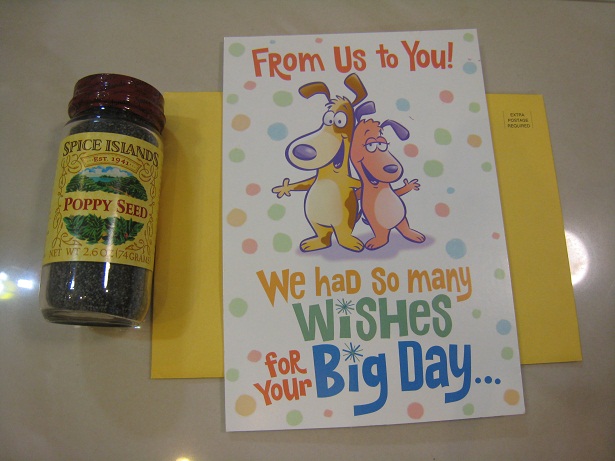 SPICE ISLANDS
EST. 1941
POPPY SEED
NET WT 2.6 OZ (74 GRAMS)
From Us to You!
We had so many
Wishes
for
Your Big Day...
EXTRA
POSTAGE
REQUIRED